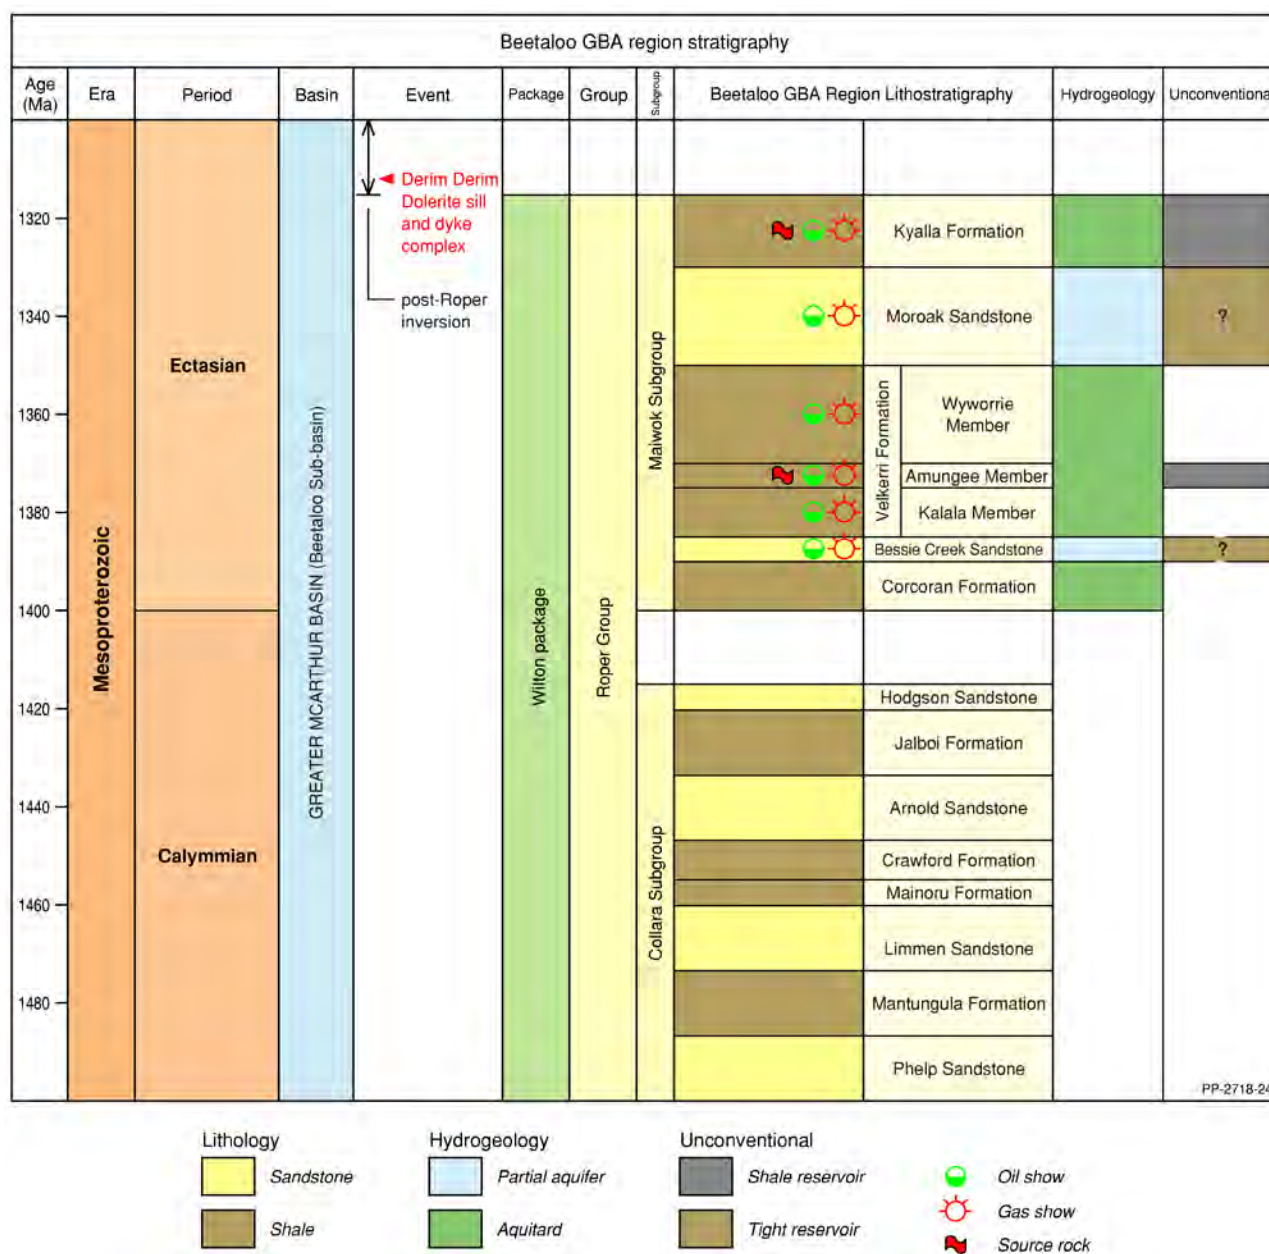 Beetaloo GBA region stratigraphy
Age
(Ma)
Era
Period
Basin
Event
Package
Group
Subgroup
Beetaloo GBA Region Lithostratigraphy
Hydrogeology
Unconventional
1320
1340
1360
1380
1400
1420
1440
1460
1480
Mesoproterozoic
Ectasian
Calymmian
GREATER MCARTHUR BASIN (Beetaloo Sub-basin)
Derim Derim
Dolerite sill
and dyke
complex
post-Roper
inversion
Wilton package
Roper Group
Maiwok Subgroup
Collara Subgroup
Kyalla Formation
Moroak Sandstone
?
Velkerri Formation
Wyworrie
Member
Amungee Member
Kalala Member
Bessie Creek Sandstone
?
Corcoran Formation
Hodgson Sandstone
Jalboi Formation
Arnold Sandstone
Crawford Formation
Mainoru Formation
Limmen Sandstone
Mantungula Formation
Phelp Sandstone
PP-2718-24
Lithology
Sandstone
Shale
Hydrogeology
Partial aquifer
Aquitard
Unconventional
Shale reservoir
Tight reservoir
Oil show
Gas show
Source rock